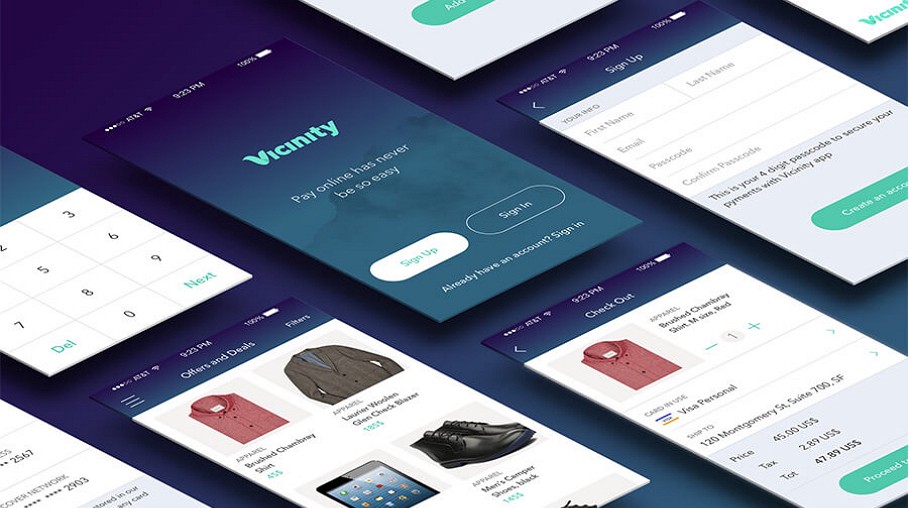 Add
Vicinity
AT&T
9:23 PM
100%
Vicinity
Pay online has never
be so easy
Sign Up
Sign In
Already have an account? Sign in
AT&T
9:23 PM
100%
Sign Up
YOUR INFO
First Name
Last Name
Email
Passcode
Confirm Passcode
This is your 4 digit passcode to secure your
pyments with Vicinity app
Create an accou
2
3
5
6
7
8
9
0
Del
Next
2567
COVER NETWORK
2903
stored in our
any card
AT&T
9:23 PM
100%
Offers and Deals
Filters
APPAREL
Brushed Chambray
Shirt
45$
APPAREL
Laurier Woolen
Glen Check Blazer
185$
APPAREL
Men's Camper
Shoes, black
145$
AT&T
9:23 PM
100%
Check Out
APPAREL
Brushed Chambray
Shirt, M size, Red
1
CARD IN USE
VISA
Visa Personal
SHIP TO
120 Montgomery St, Suite 700, SF
Price 45.00 US$
Tax 2.89 US$
Tot 47.89 US$
Proceed to